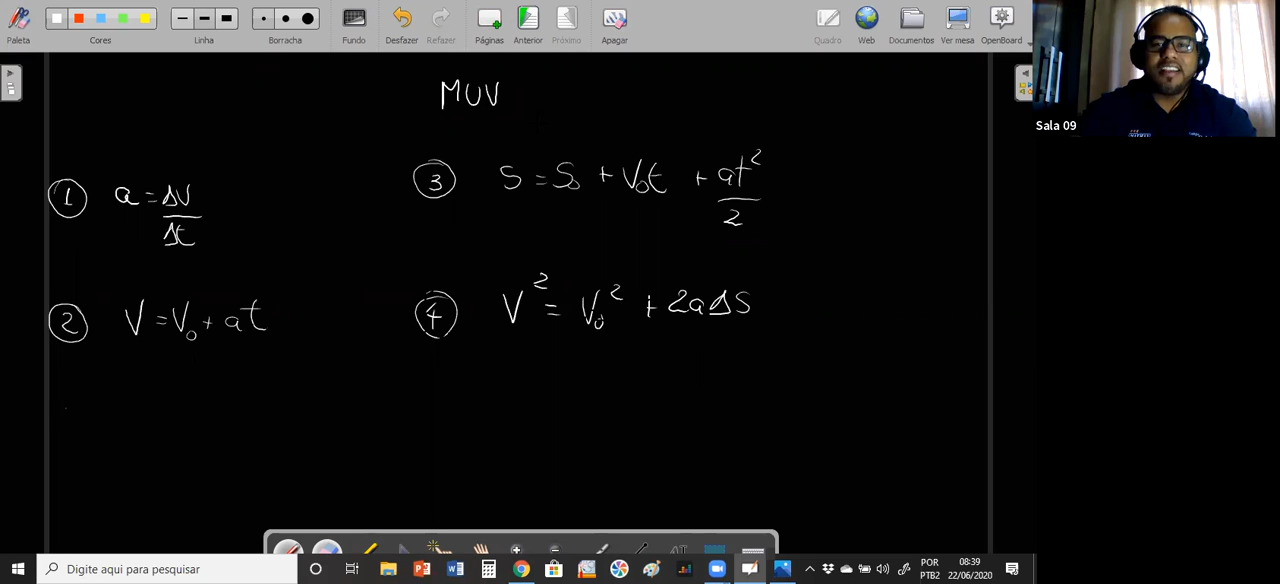 Paleta Cores Linha Borracha Fundo Desfazer Refazer Páginas Anterior Próximo Apagar Quadro Web Documentos Ver mesa OpenBoard
Sala 09
MUV
① a = ΔV/Δt
② V = V₀ + at
③ S = S₀ + V₀t + at²/2
④ V² = V₀² + 2aΔS
Digite aqui para pesquisar
POR 08:39
PTB2 22/06/2020